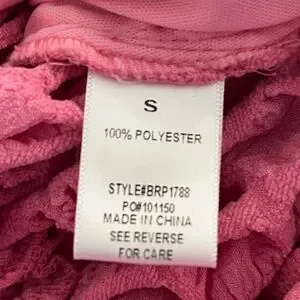 S
100% POLYESTER
STYLE#BRP1788
PO#101150
MADE IN CHINA
SEE REVERSE
FOR CARE